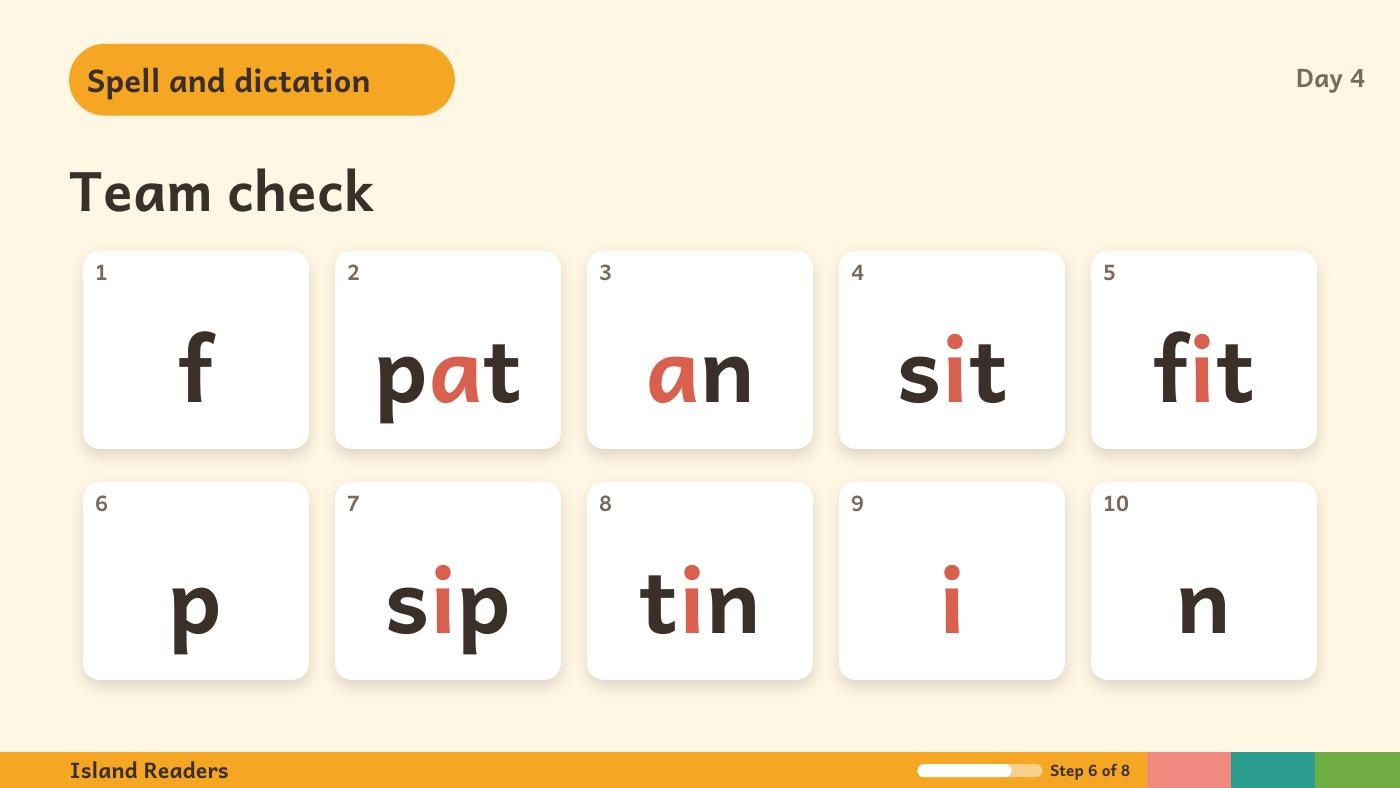 Spell and dictation
Day 4
Team check
1
f
2
pat
3
an
4
sit
5
fit
6
p
7
sip
8
tin
9
i
10
n
Island Readers
Step 6 of 8